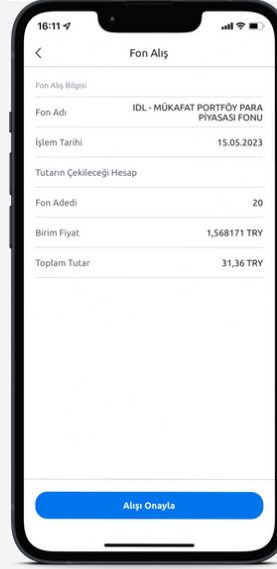 16:11
Fon Alış
Fon Alış Bilgisi
Fon Adı
IDL - MÜKAFAT PORTFÖY PARA
PİYASASI FONU
İşlem Tarihi
15.05.2023
Tutarın Çekileceği Hesap
Fon Adedi
20
Birim Fiyat
1,568171 TRY
Toplam Tutar
31,36 TRY
Alışı Onayla